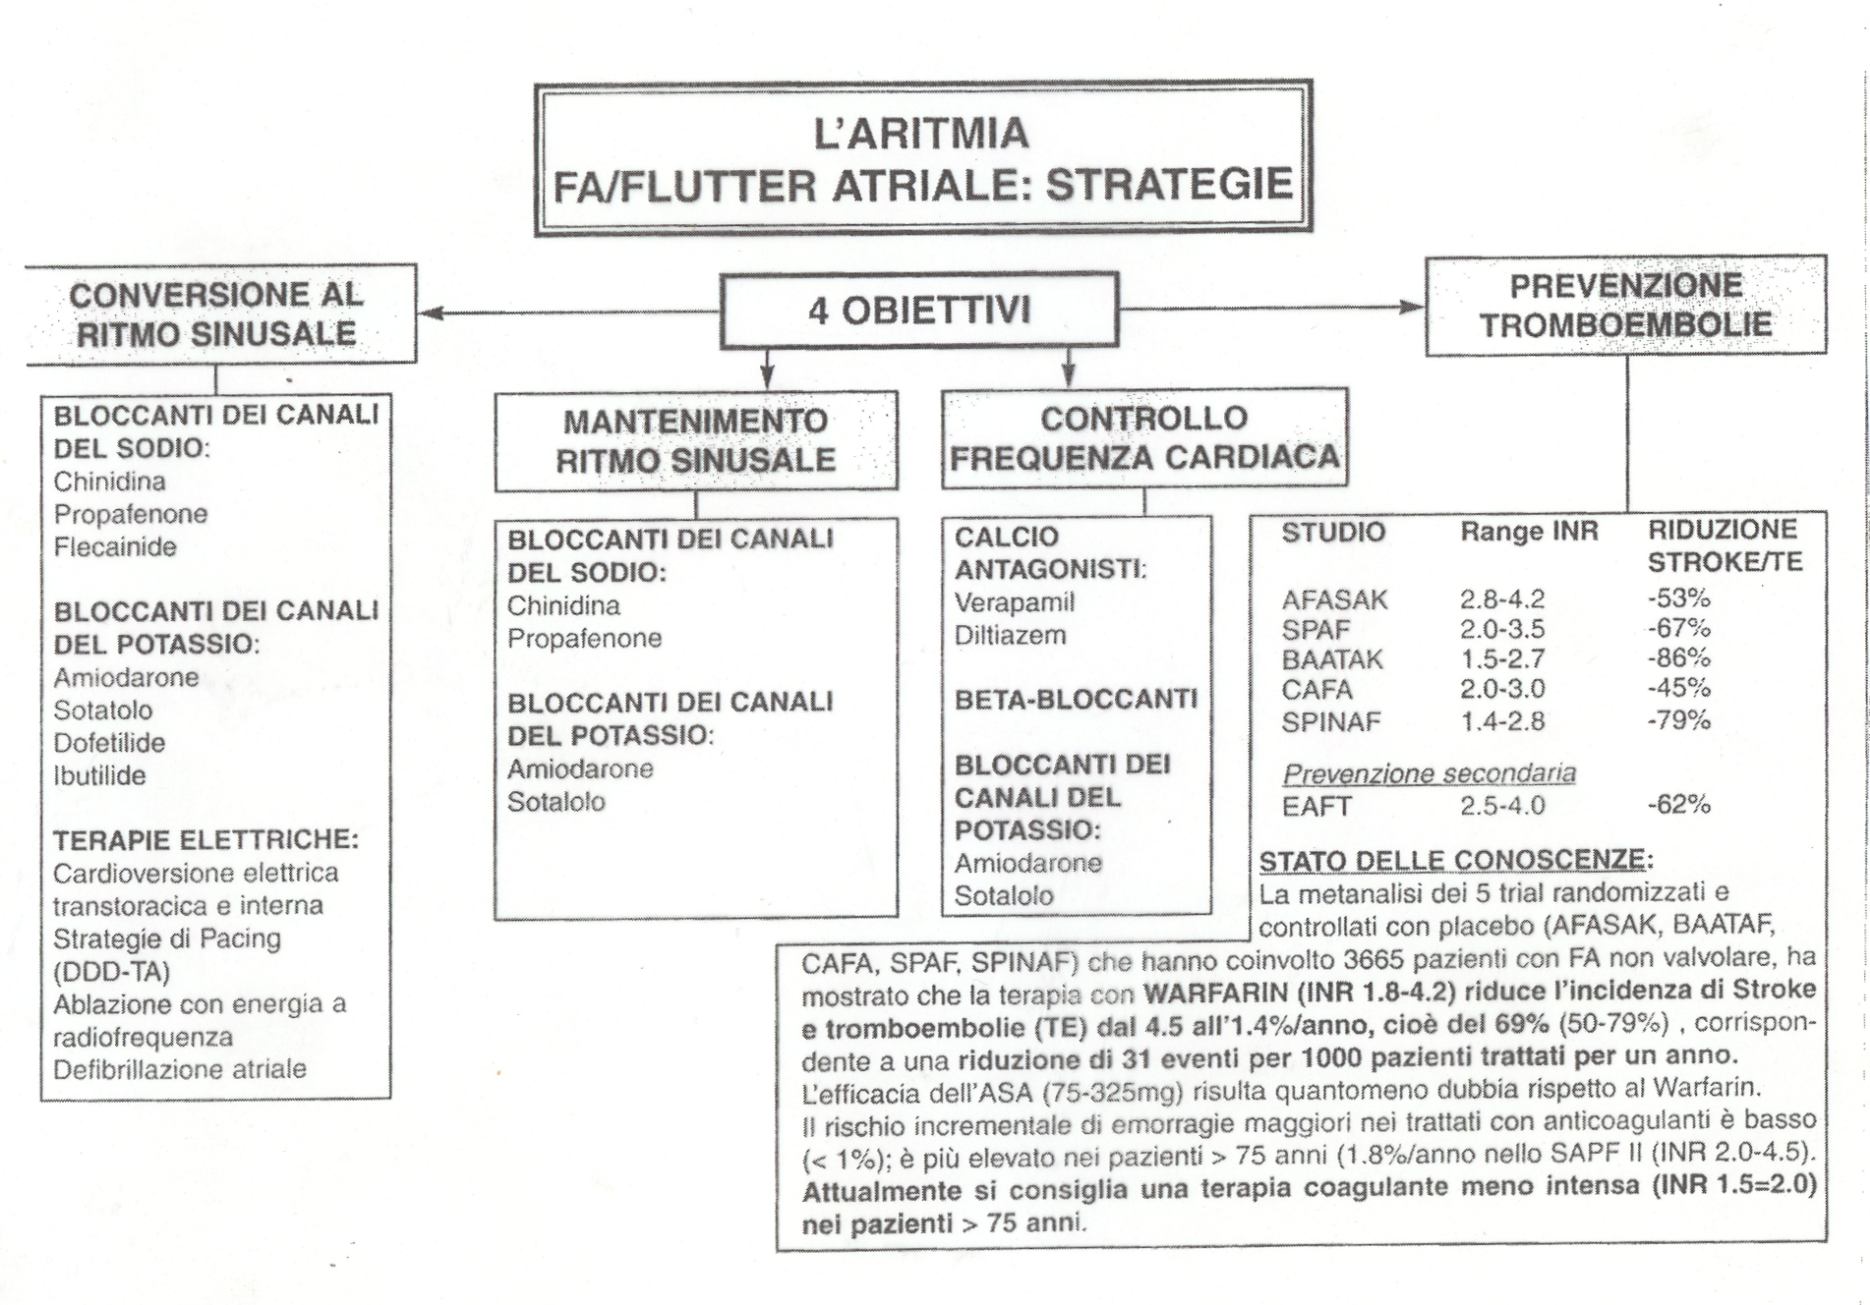 L'ARITMIA
FA/FLUTTER ATRIALE: STRATEGIE
4 OBIETTIVI
CONVERSIONE AL
RITMO SINUSALE
BLOCCANTI DEI CANALI
DEL SODIO:
Chinidina
Propafenone
Flecainide
BLOCCANTI DEI CANALI
DEL POTASSIO:
Amiodarone
Sotatolo
Dofetilide
Ibutilide
TERAPIE ELETTRICHE:
Cardioversione elettrica
transtoracica e interna
Strategie di Pacing
(DDD-TA)
Ablazione con energia a
radiofrequenza
Defibrillazione atriale
MANTENIMENTO
RITMO SINUSALE
BLOCCANTI DEI CANALI
DEL SODIO:
Chinidina
Propafenone
BLOCCANTI DEI CANALI
DEL POTASSIO:
Amiodarone
Sotalolo
CONTROLLO
FREQUENZA CARDIACA
CALCIO
ANTAGONISTI:
Verapamil
Diltiazem
BETA-BLOCCANTI
BLOCCANTI DEI
CANALI DEL
POTASSIO:
Amiodarone
Sotalolo
PREVENZIONE
TROMBOEMBOLIE
STUDIO Range INR RIDUZIONE
STROKE/TE
AFASAK 2.8-4.2 -53%
SPAF 2.0-3.5 -67%
BAATAK 1.5-2.7 -86%
CAFA 2.0-3.0 -45%
SPINAF 1.4-2.8 -79%
Prevenzione secondaria
EAFT 2.5-4.0 -62%
STATO DELLE CONOSCENZE:
La metanalisi dei 5 trial randomizzati e
controllati con placebo (AFASAK, BAATAF,
CAFA, SPAF, SPINAF) che hanno coinvolto 3665 pazienti con FA non valvolare, ha
mostrato che la terapia con WARFARIN (INR 1.8-4.2) riduce l'incidenza di Stroke
e tromboembolie (TE) dal 4.5 all'1.4%/anno, cioè del 69% (50-79%) , corrispon-
dente a una riduzione di 31 eventi per 1000 pazienti trattati per un anno.
L'efficacia dell'ASA (75-325mg) risulta quantomeno dubbia rispetto al Warfarin.
Il rischio incrementale di emorragie maggiori nei trattati con anticoagulanti è basso
(< 1%); è più elevato nei pazienti > 75 anni (1.8%/anno nello SAPF II (INR 2.0-4.5).
Attualmente si consiglia una terapia coagulante meno intensa (INR 1.5=2.0)
nei pazienti > 75 anni.